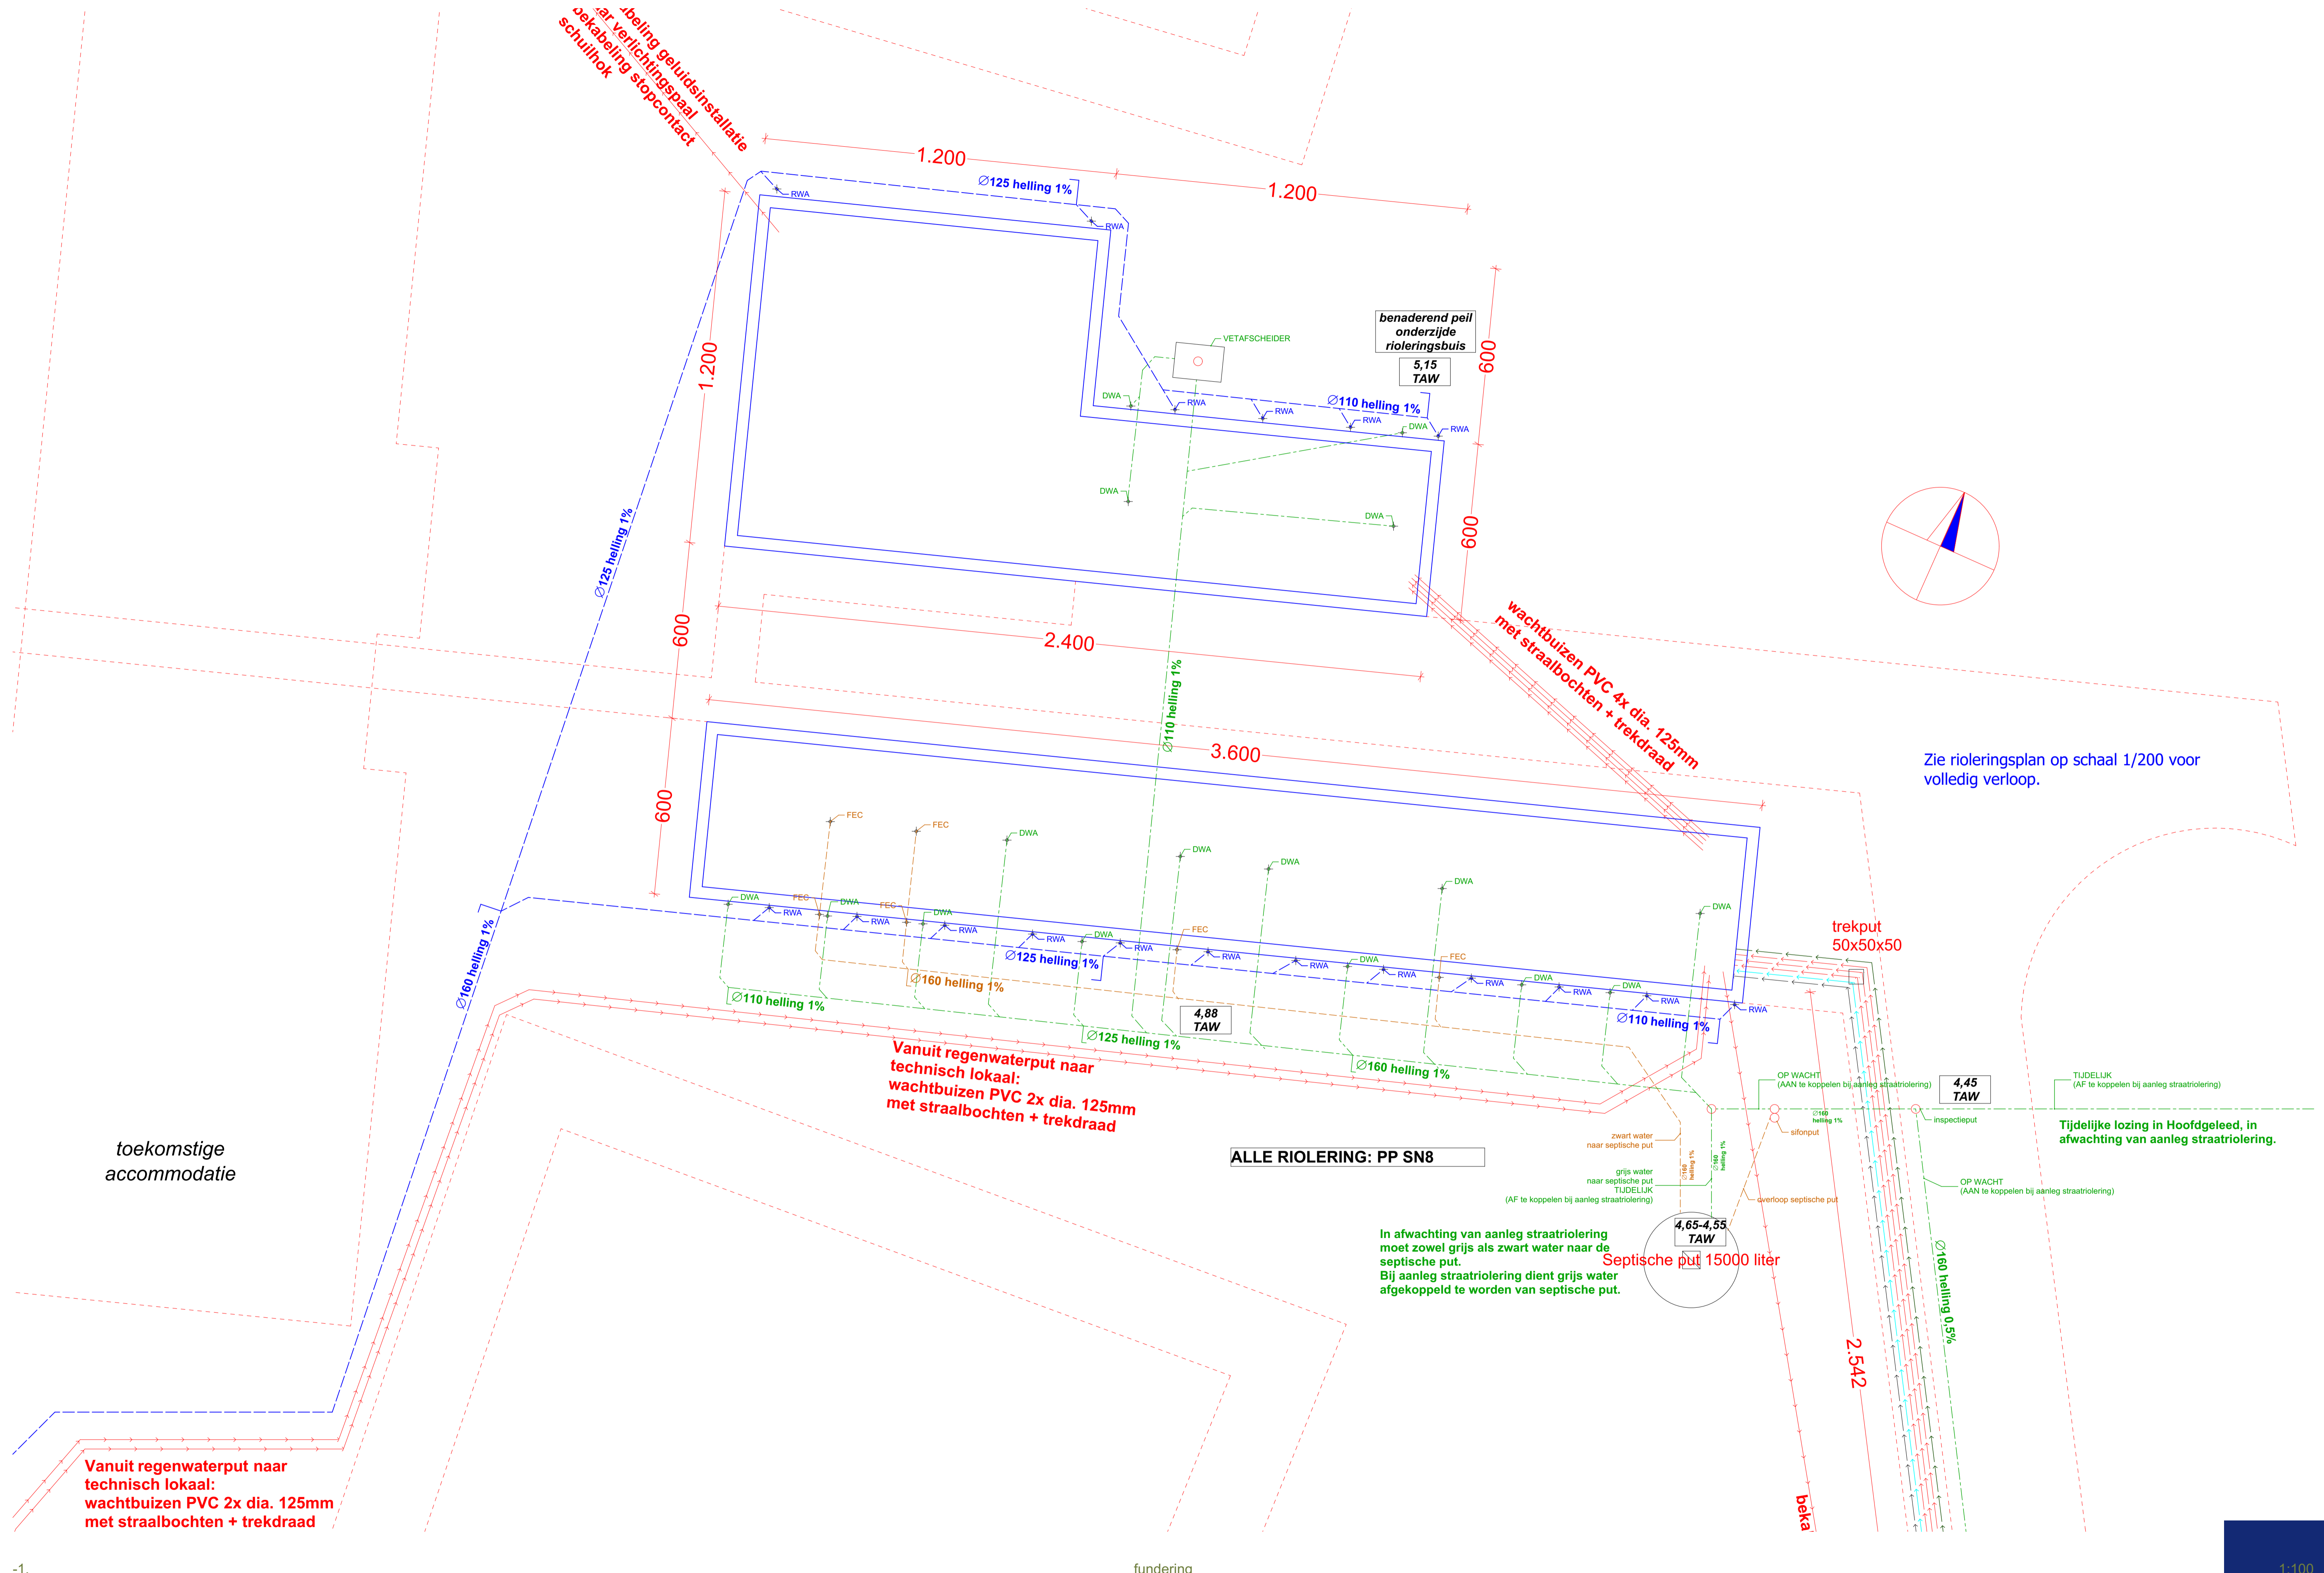 beling geluidsinstallatie
ar verlichtingspaal
bekabeling stopcontact
schuilhok
1.200
1.200
Ø125 helling 1%
RWA
RWA
1.200
600
benaderend peil
onderzijde
rioleringsbuis
5,15
TAW
VETAFSCHEIDER
DWA
RWA
RWA
RWA
Ø110 helling 1%
DWA
RWA
DWA
DWA
600
Ø125 helling 1%
600
2.400
wachtbuizen PVC 4x dia. 125mm
met straalbochten + trekdraad
Ø110 helling 1%
3.600
Zie rioleringsplan op schaal 1/200 voor
volledig verloop.
600
FEC
FEC
DWA
DWA
DWA
DWA
DWA
DWA
RWA
FEC
DWA
RWA
FEC
DWA
RWA
RWA
DWA
RWA
FEC
RWA
RWA
DWA
RWA
FEC
RWA
DWA
RWA
DWA
RWA
RWA
trekput
50x50x50
Ø160 helling 1%
Ø125 helling 1%
Ø160 helling 1%
Ø110 helling 1%
Ø110 helling 1%
4,88
TAW
Ø125 helling 1%
Ø160 helling 1%
Vanuit regenwaterput naar
technisch lokaal:
wachtbuizen PVC 2x dia. 125mm
met straalbochten + trekdraad
OP WACHT
(AAN te koppelen bij aanleg straatriolering)
4,45
TAW
TIJDELIJK
(AF te koppelen bij aanleg straatriolering)
Ø160
helling 1%
inspectieput
sifonput
Tijdelijke lozing in Hoofdgeleed, in
afwachting van aanleg straatriolering.
toekomstige
accommodatie
ALLE RIOLERING: PP SN8
zwart water
naar septische put
Ø160
helling 1%
Ø160
helling 1%
grijs water
naar septische put
TIJDELIJK
(AF te koppelen bij aanleg straatriolering)
overloop septische put
OP WACHT
(AAN te koppelen bij aanleg straatriolering)
4,65-4,55
TAW
Septische put 15000 liter
In afwachting van aanleg straatriolering
moet zowel grijs als zwart water naar de
septische put.
Bij aanleg straatriolering dient grijs water
afgekoppeld te worden van septische put.
Ø160 helling 0,5%
2.542
beka
Vanuit regenwaterput naar
technisch lokaal:
wachtbuizen PVC 2x dia. 125mm
met straalbochten + trekdraad
-1.
fundering
1:100